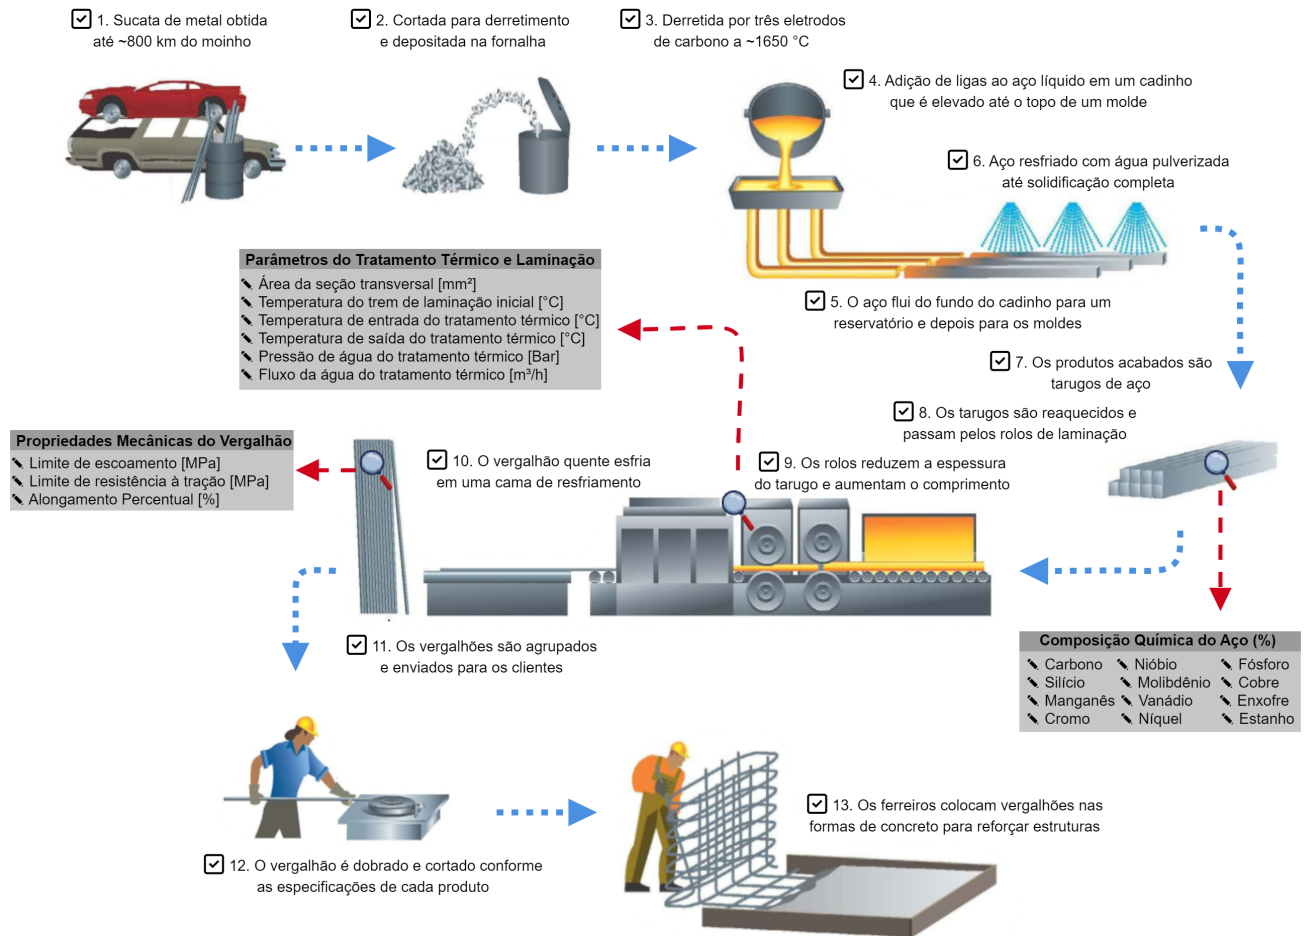 1. Sucata de metal obtida
até ~800 km do moinho
2. Cortada para derretimento
e depositada na fornalha
3. Derretida por três eletrodos
de carbono a ~1650 °C
4. Adição de ligas ao aço líquido em um cadinho
que é elevado até o topo de um molde
6. Aço resfriado com água pulverizada
até solidificação completa
Parâmetros do Tratamento Térmico e Laminação
Área da seção transversal [mm²]
Temperatura do trem de laminação inicial [°C]
Temperatura de entrada do tratamento térmico [°C]
Temperatura de saída do tratamento térmico [°C]
Pressão de água do tratamento térmico [Bar]
Fluxo da água do tratamento térmico [m³/h]
5. O aço flui do fundo do cadinho para um
reservatório e depois para os moldes
7. Os produtos acabados são
tarugos de aço
8. Os tarugos são reaquecidos e
passam pelos rolos de laminação
Propriedades Mecânicas do Vergalhão
Limite de escoamento [MPa]
Limite de resistência à tração [MPa]
Alongamento Percentual [%]
10. O vergalhão quente esfria
em uma cama de resfriamento
9. Os rolos reduzem a espessura
do tarugo e aumentam o comprimento
11. Os vergalhões são agrupados
e enviados para os clientes
Composição Química do Aço (%)
Carbono Nióbio Fósforo
Silício Molibdênio Cobre
Manganês Vanádio Enxofre
Cromo Níquel Estanho
13. Os ferreiros colocam vergalhões nas
formas de concreto para reforçar estruturas
12. O vergalhão é dobrado e cortado conforme
as especificações de cada produto